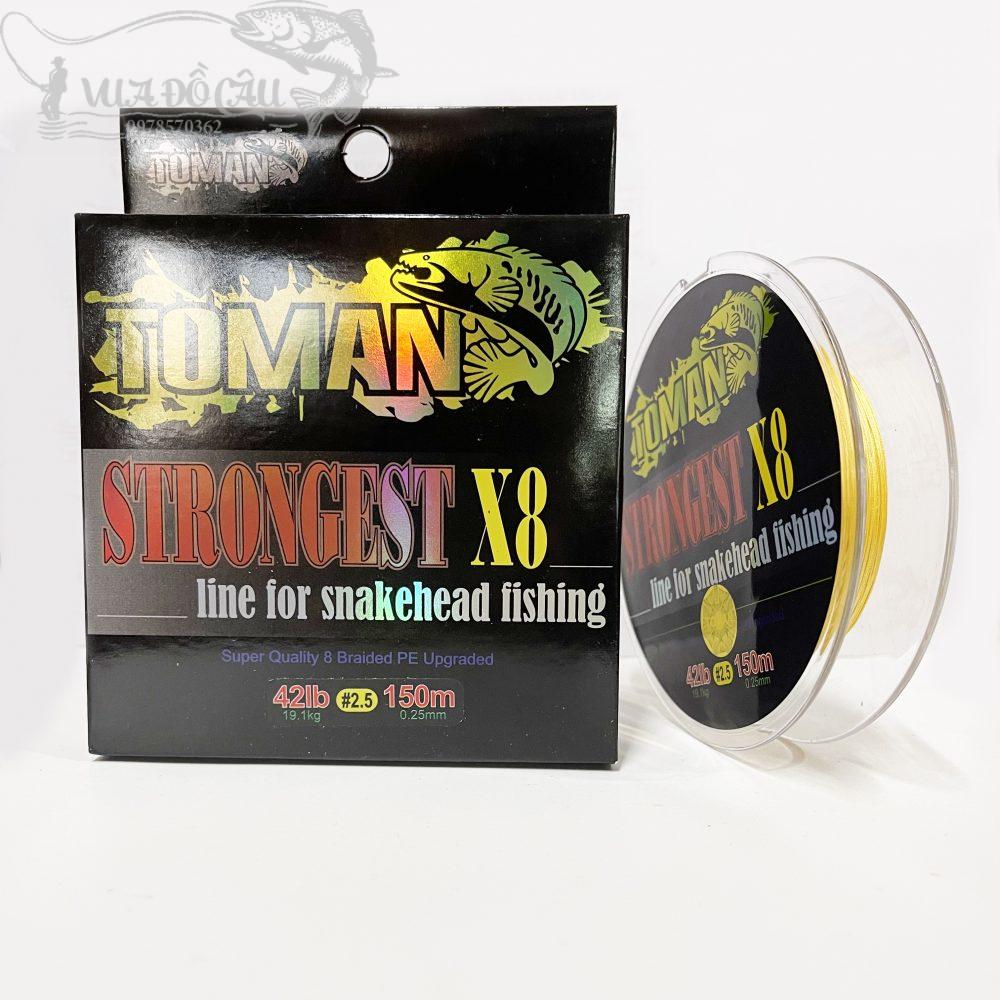 VUA ĐỒ CÂU
0978570362
TOMAN
TOMAN
STRONGEST X8
line for snakehead fishing
Super Quality 8 Braided PE Upgraded
42lb #2.5 150m
19.1kg 0.25mm
TOMAN
STRONGEST X8
line for snakehead fishing
42lb #2.5 150m
19.1kg 0.25mm